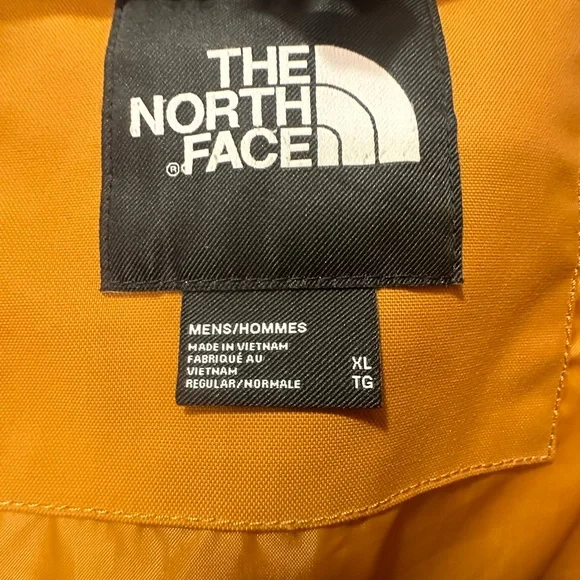 THE
NORTH
FACE
®
MENS/HOMMES
MADE IN VIETNAM
FABRIQUÉ AU
VIETNAM
REGULAR/NORMALE
XL
TG